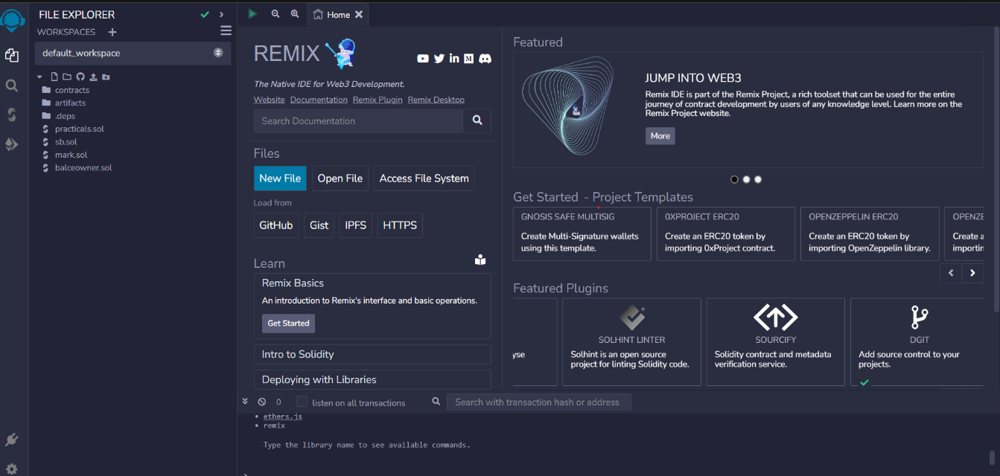 FILE EXPLORER
WORKSPACES
default_workspace
contracts
artifacts
.deps
practicals.sol
sb.sol
mark.sol
balceowner.sol
Home
REMIX
The Native IDE for Web3 Development.
Website Documentation Remix Plugin Remix Desktop
Search Documentation
Files
New File Open File Access File System
Load from
GitHub Gist IPFS HTTPS
Learn
Remix Basics
An introduction to Remix's interface and basic operations.
Get Started
Intro to Solidity
Deploying with Libraries
Featured
JUMP INTO WEB3
Remix IDE is part of the Remix Project, a rich toolset that can be used for the entire
journey of contract development by users of any knowledge level. Learn more on the
Remix Project website.
More
Get Started - Project Templates
GNOSIS SAFE MULTISIG
Create Multi-Signature wallets
using this template.
0XPROJECT ERC20
Create an ERC20 token by
importing 0xProject contract.
OPENZEPPELIN ERC20
Create an ERC20 token by
importing OpenZeppelin library.
OPENZE
Create a
importin
Featured Plugins
yse
SOLHINT LINTER
Solhint is an open source
project for linting Solidity code.
SOURCIFY
Solidity contract and metadata
verification service.
DGIT
Add source control to your
projects.
0 listen on all transactions Search with transaction hash or address
• ethers.js
• remix
Type the library name to see available commands.
>